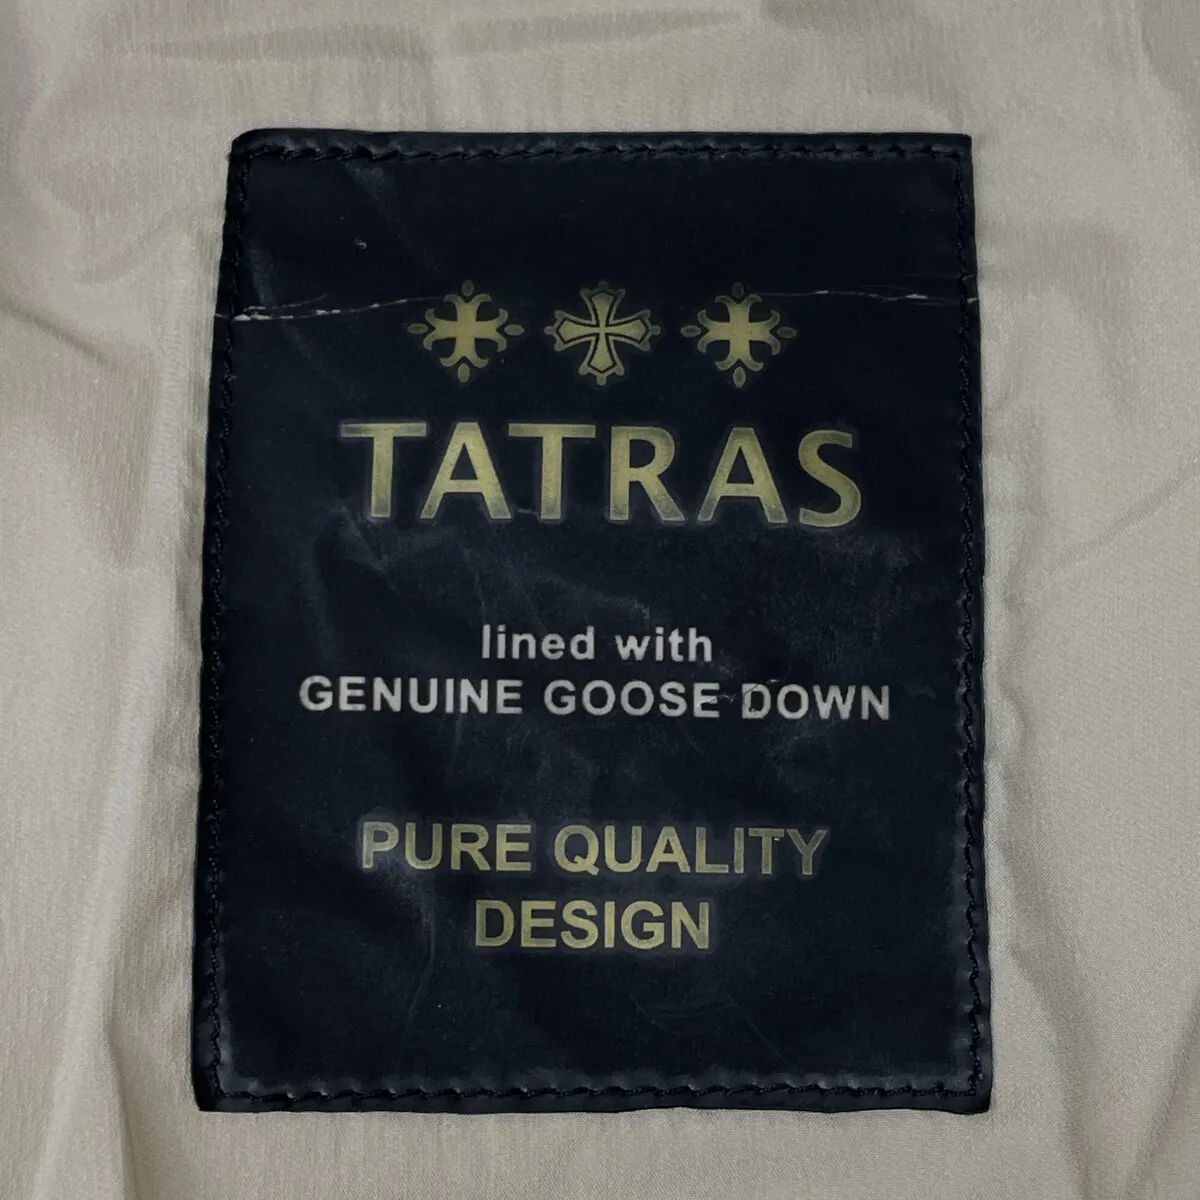 TATRAS
lined with
GENUINE GOOSE DOWN
PURE QUALITY
DESIGN